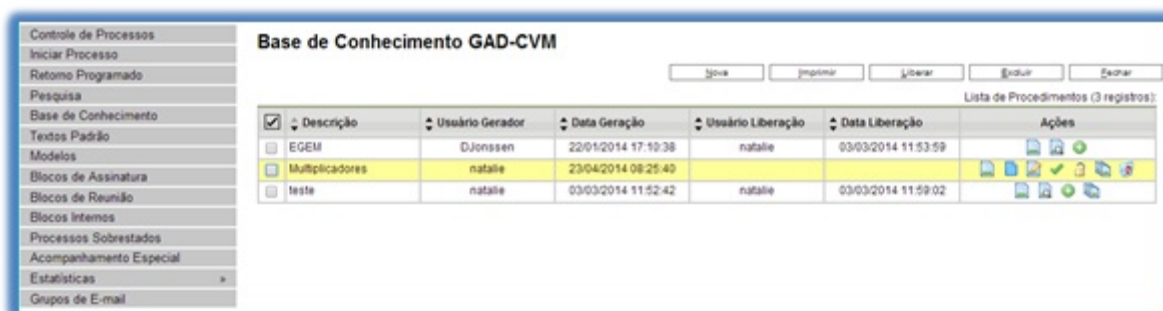 Controle de Processos
Iniciar Processo
Retorno Programado
Pesquisa
Base de Conhecimento
Textos Padrão
Modelos
Blocos de Assinatura
Blocos de Reunião
Blocos Internos
Processos Sobrestados
Acompanhamento Especial
Estatísticas »
Grupos de E-mail
Base de Conhecimento GAD-CVM
Nova Imprimir Liberar Excluir Fechar
Lista de Procedimentos (3 registros):
Descrição Usuário Gerador Data Geração Usuário Liberação Data Liberação Ações
EGEM DJonssen 22/01/2014 17:10:38 natalie 03/03/2014 11:53:59
Multiplicadores natalie 23/04/2014 08:25:40
teste natalie 03/03/2014 11:52:42 natalie 03/03/2014 11:59:02